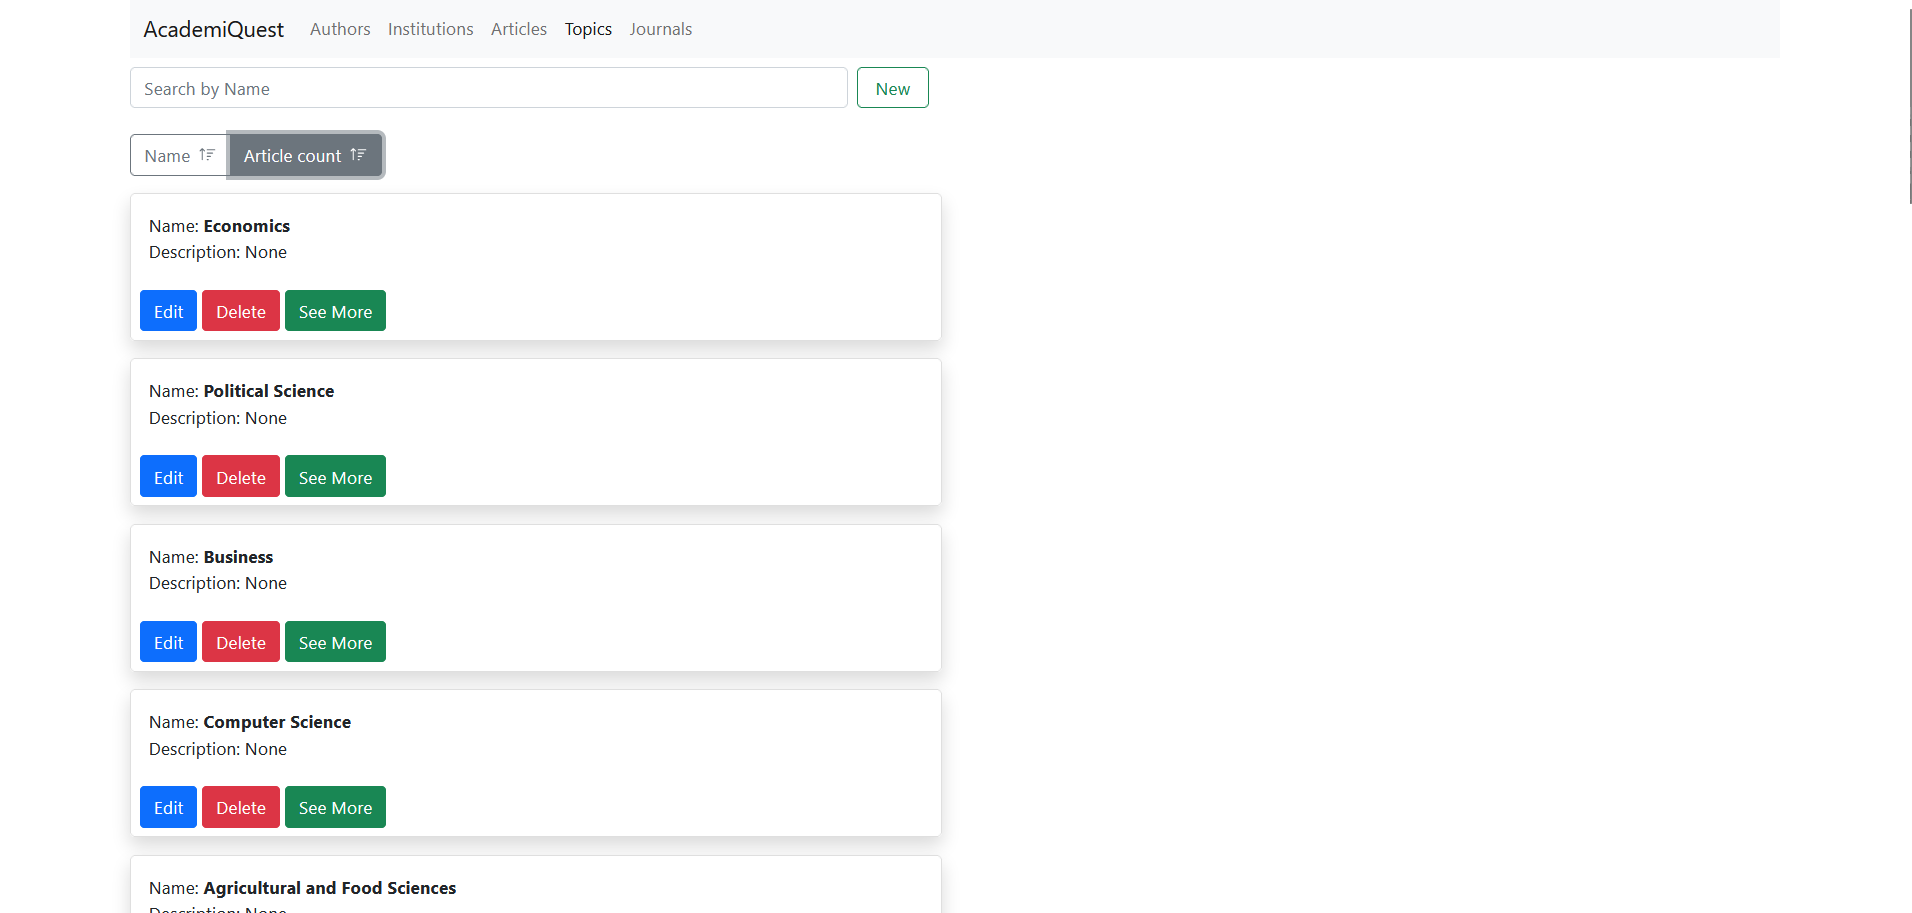 AcademiQuest Authors Institutions Articles Topics Journals
Search by Name New
Name Article count
Name: Economics
Description: None
Edit Delete See More
Name: Political Science
Description: None
Edit Delete See More
Name: Business
Description: None
Edit Delete See More
Name: Computer Science
Description: None
Edit Delete See More
Name: Agricultural and Food Sciences
Description: None